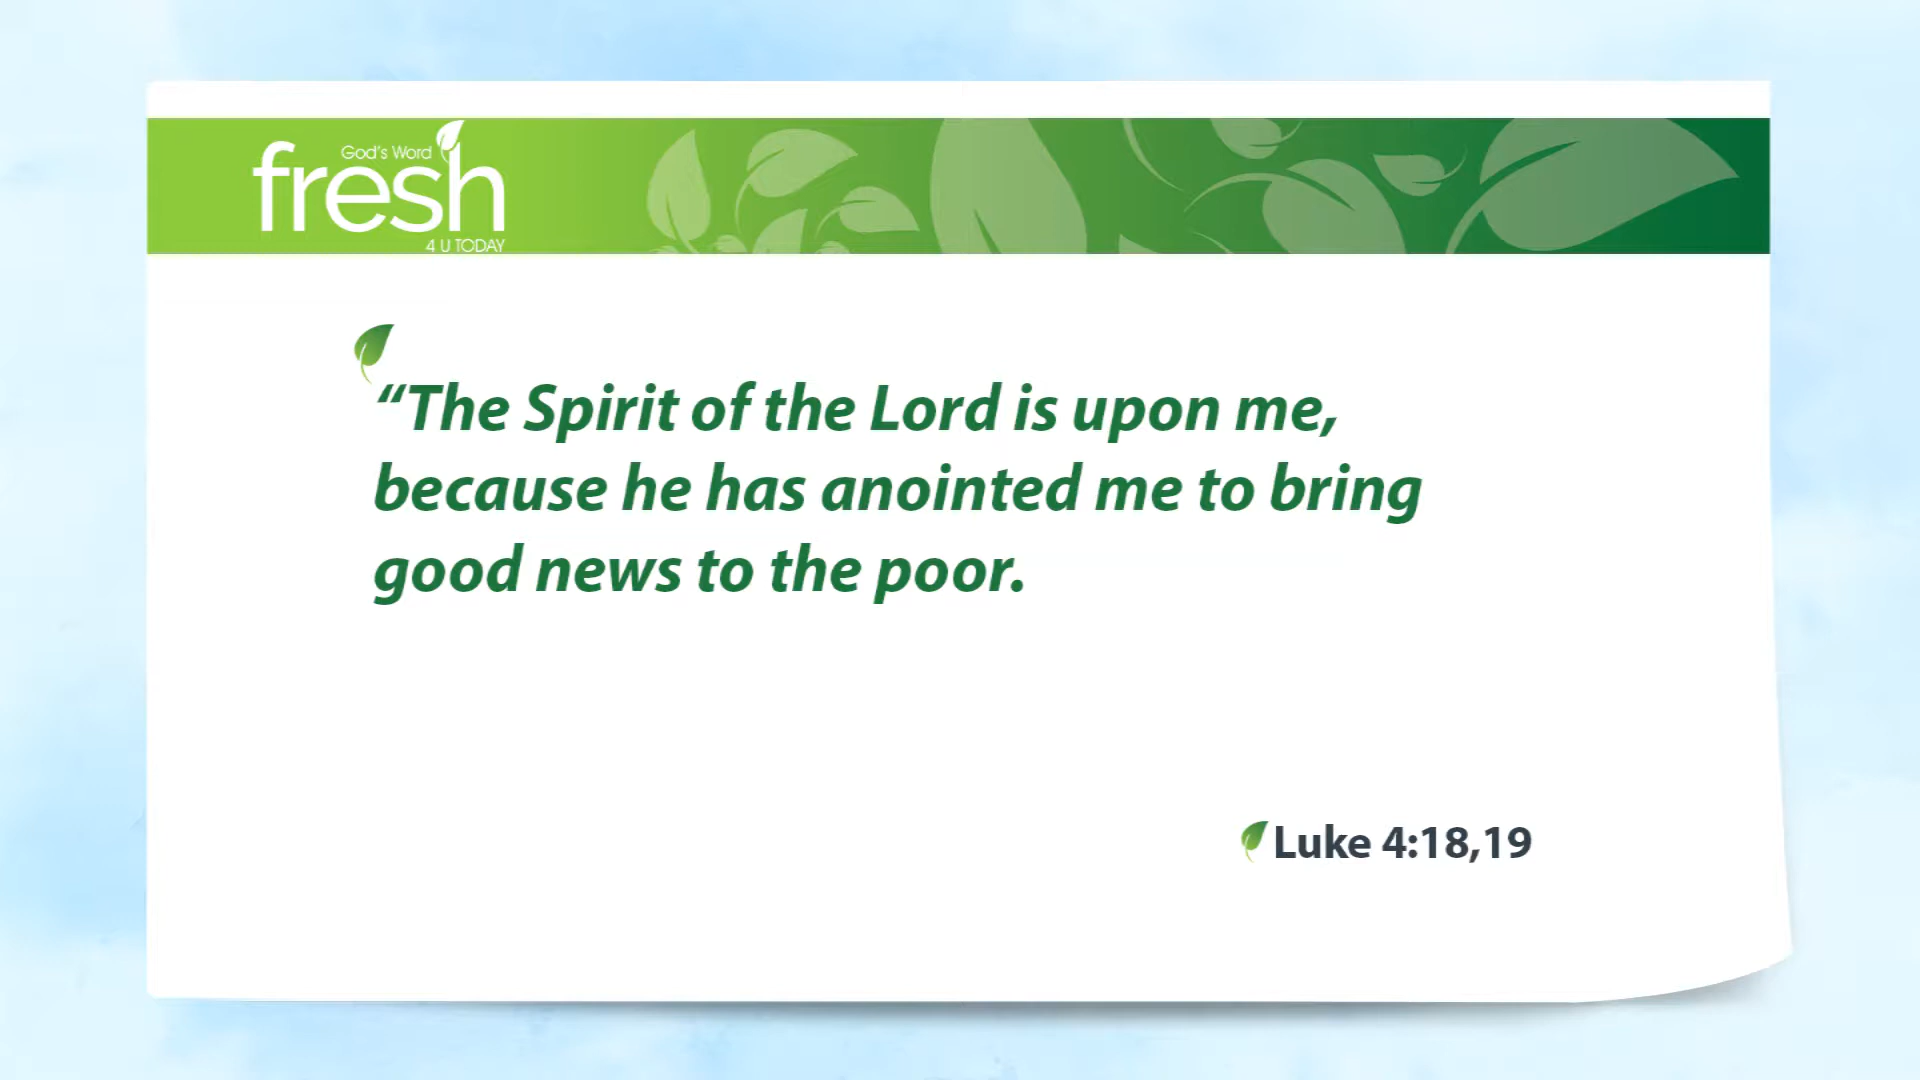 God's Word
fresh
4 U TODAY
“The Spirit of the Lord is upon me,
because he has anointed me to bring
good news to the poor.
Luke 4:18,19